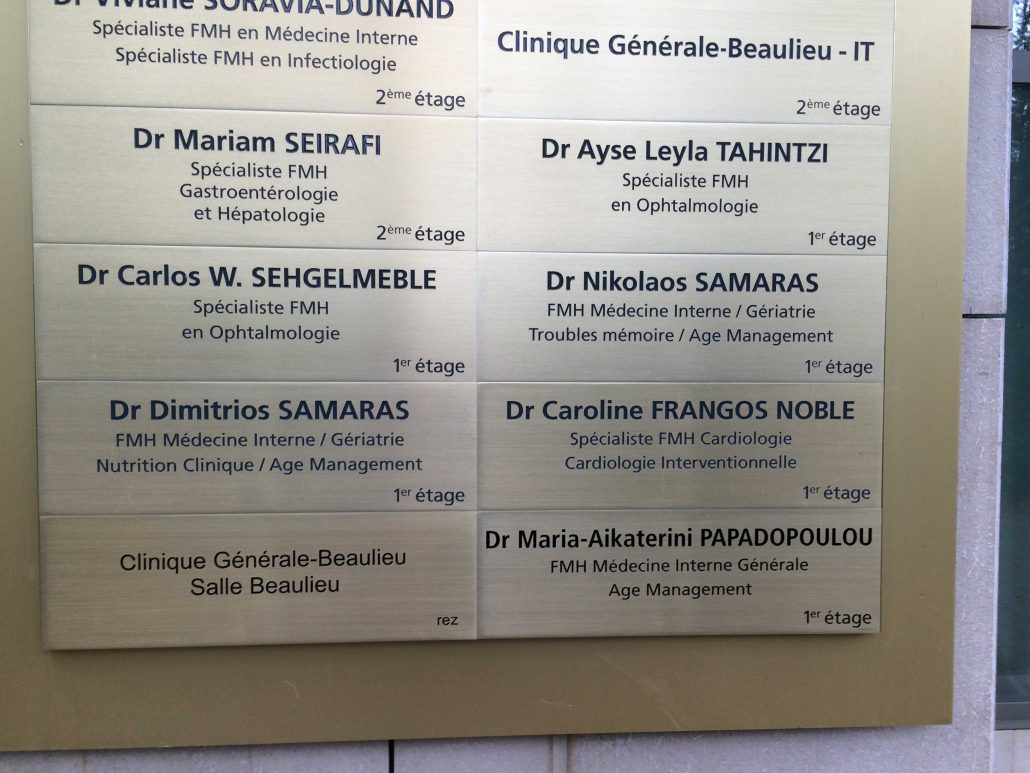 Dr Viviane SORAVIA-DUNAND
Spécialiste FMH en Médecine Interne
Spécialiste FMH en Infectiologie
2ème étage
Clinique Générale-Beaulieu - IT
2ème étage
Dr Mariam SEIRAFI
Spécialiste FMH
Gastroentérologie
et Hépatologie
2ème étage
Dr Ayse Leyla TAHINTZI
Spécialiste FMH
en Ophtalmologie
1er étage
Dr Carlos W. SEHGELMEBLE
Spécialiste FMH
en Ophtalmologie
1er étage
Dr Nikolaos SAMARAS
FMH Médecine Interne / Gériatrie
Troubles mémoire / Age Management
1er étage
Dr Dimitrios SAMARAS
FMH Médecine Interne / Gériatrie
Nutrition Clinique / Age Management
1er étage
Dr Caroline FRANGOS NOBLE
Spécialiste FMH Cardiologie
Cardiologie Interventionnelle
1er étage
Clinique Générale-Beaulieu
Salle Beaulieu
rez
Dr Maria-Aikaterini PAPADOPOULOU
FMH Médecine Interne Générale
Age Management
1er étage